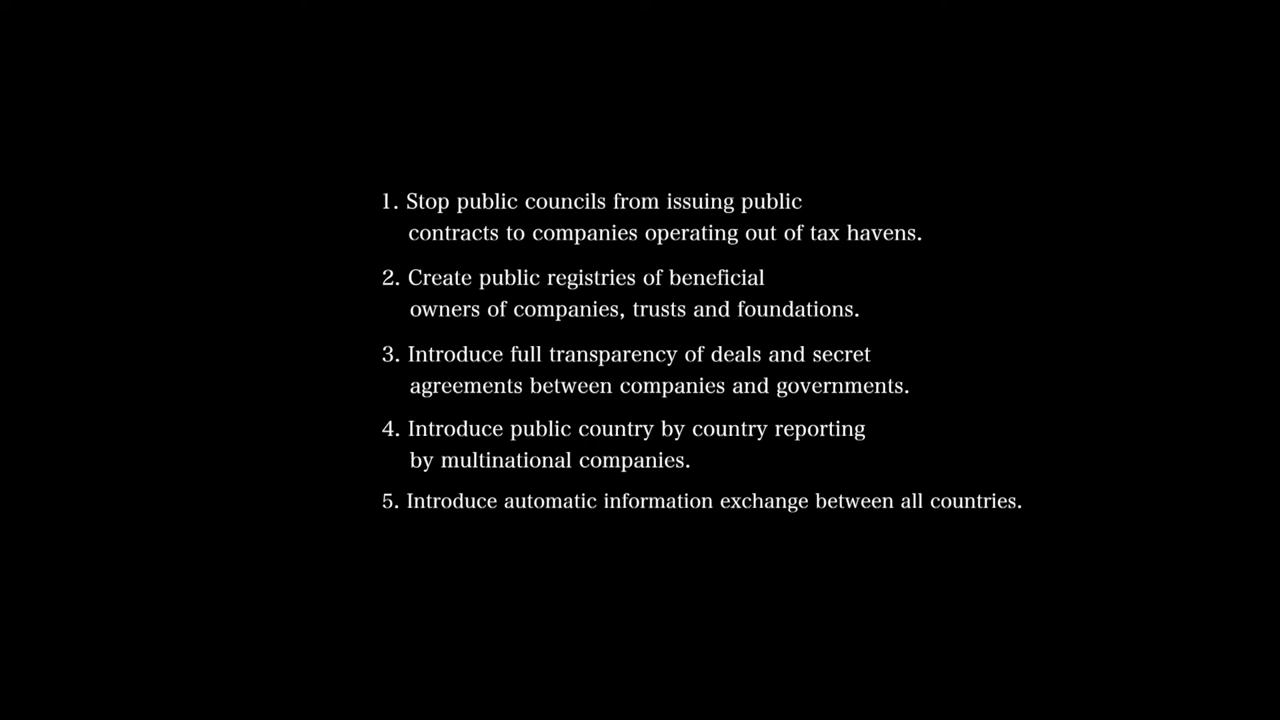 1. Stop public councils from issuing public
contracts to companies operating out of tax havens.
2. Create public registries of beneficial
owners of companies, trusts and foundations.
3. Introduce full transparency of deals and secret
agreements between companies and governments.
4. Introduce public country by country reporting
by multinational companies.
5. Introduce automatic information exchange between all countries.